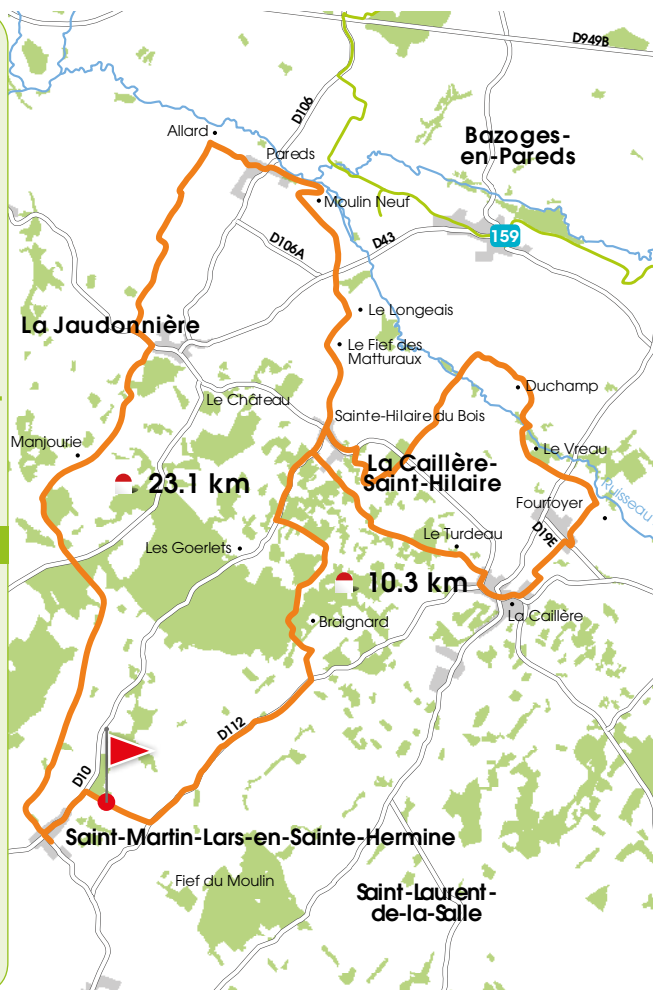 D949B
D106
Allard
Bazoges-
en-Pareds
Pareds
Moulin Neuf
159
D43
D106A
Le Longeais
La Jaudonnière
Le Fief des
Matturaux
Duchamp
Le Château
Sainte-Hilaire du Bois
Manjourie
Le Vreau
La Caillère-
Saint-Hilaire
23.1 km
Ruisseau
Fourfoyer
Le Turdeau
D19E
Les Goerlets
10.3 km
La Caillère
Braignard
D112
D10
Saint-Martin-Lars-en-Sainte-Hermine
Fief du Moulin
Saint-Laurent-
de-la-Salle